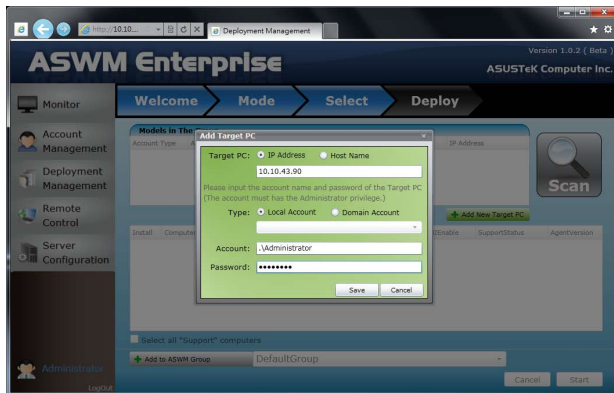 http://10.10....
Deployment Management
ASWM Enterprise
Version 1.0.2 ( Beta )
ASUSTeK Computer Inc.
Monitor
Account Management
Deployment Management
Remote Control
Server Configuration
Administrator
LogOut
Welcome
Mode
Select
Deploy
Models in The
Account Type
IP Address
Scan
Add New Target PC
Install
SupportStatus
AgentVersion
Add Target PC
Target PC:
IP Address
Host Name
10.10.43.90
Please input the account name and password of the Target PC
(The account must has the Administrator privilege.)
Type:
Local Account
Domain Account
Account:
.\Administrator
Password:
Save
Cancel
Select all "Support" computers
Add to ASWM Group
DefaultGroup
Cancel
Start